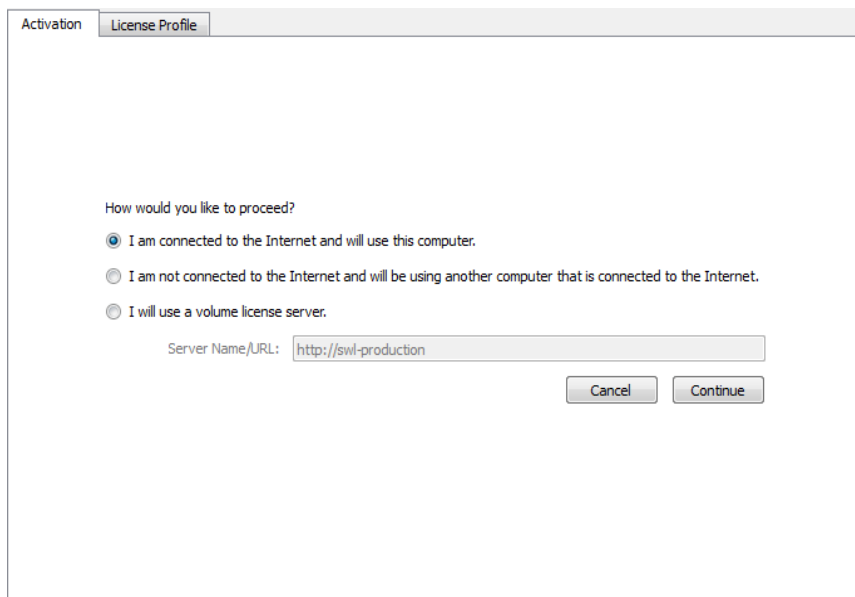 Activation
License Profile
How would you like to proceed?
I am connected to the Internet and will use this computer.
I am not connected to the Internet and will be using another computer that is connected to the Internet.
I will use a volume license server.
Server Name/URL: http://swl-production
Cancel
Continue